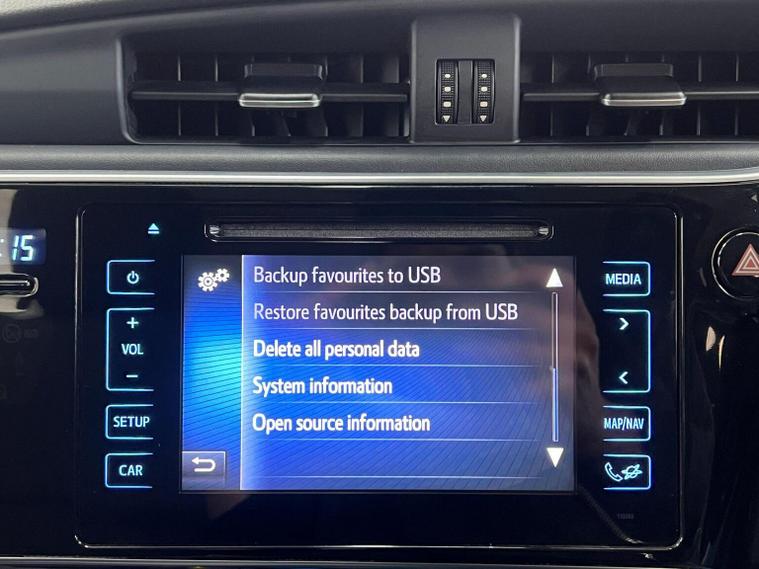 :15
Backup favourites to USB
MEDIA
Restore favourites backup from USB
VOL
Delete all personal data
System information
SETUP
Open source information
MAP/NAV
CAR